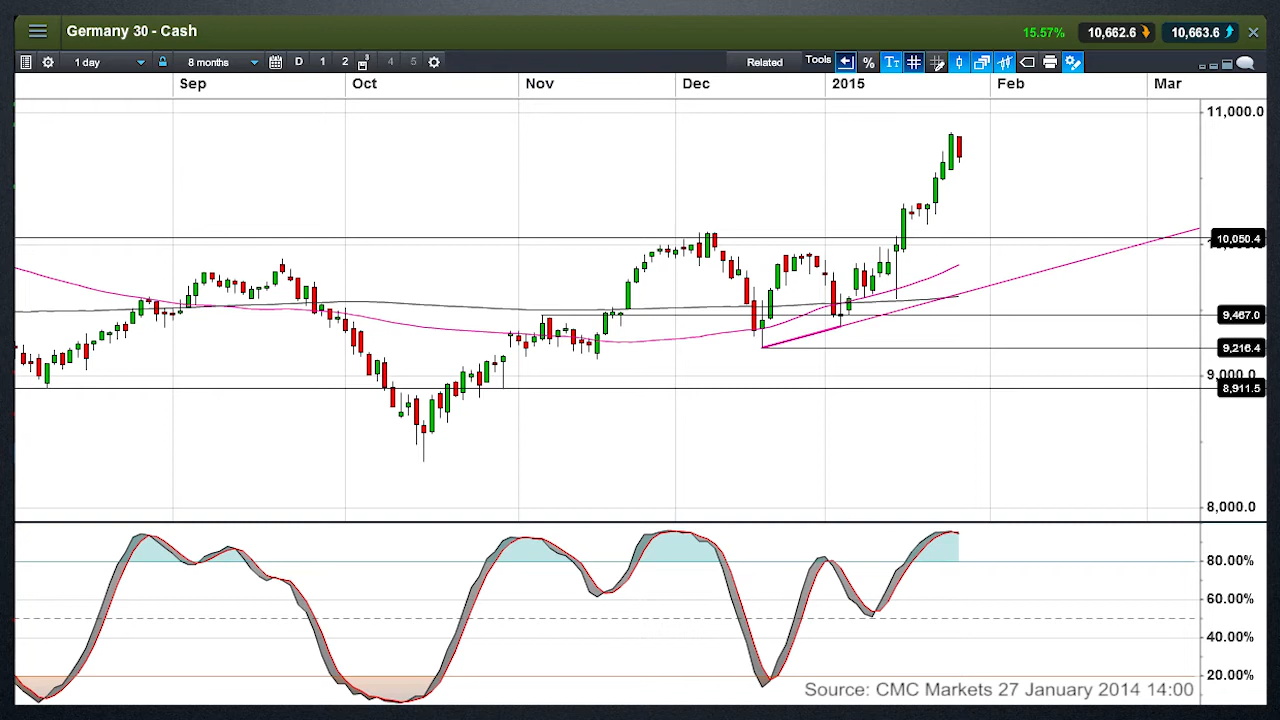 Germany 30 - Cash
15.57%
10,662.6
10,663.6
1 day
8 months
D
1
2
3
4
5
Related
Tools
%
Tт
Sep
Oct
Nov
Dec
2015
Feb
Mar
11,000.0
10,050.4
9,467.0
9,216.4
9,000.0
8,911.5
8,000.0
80.00%
60.00%
40.00%
20.00%
Source: CMC Markets 27 January 2014 14:00